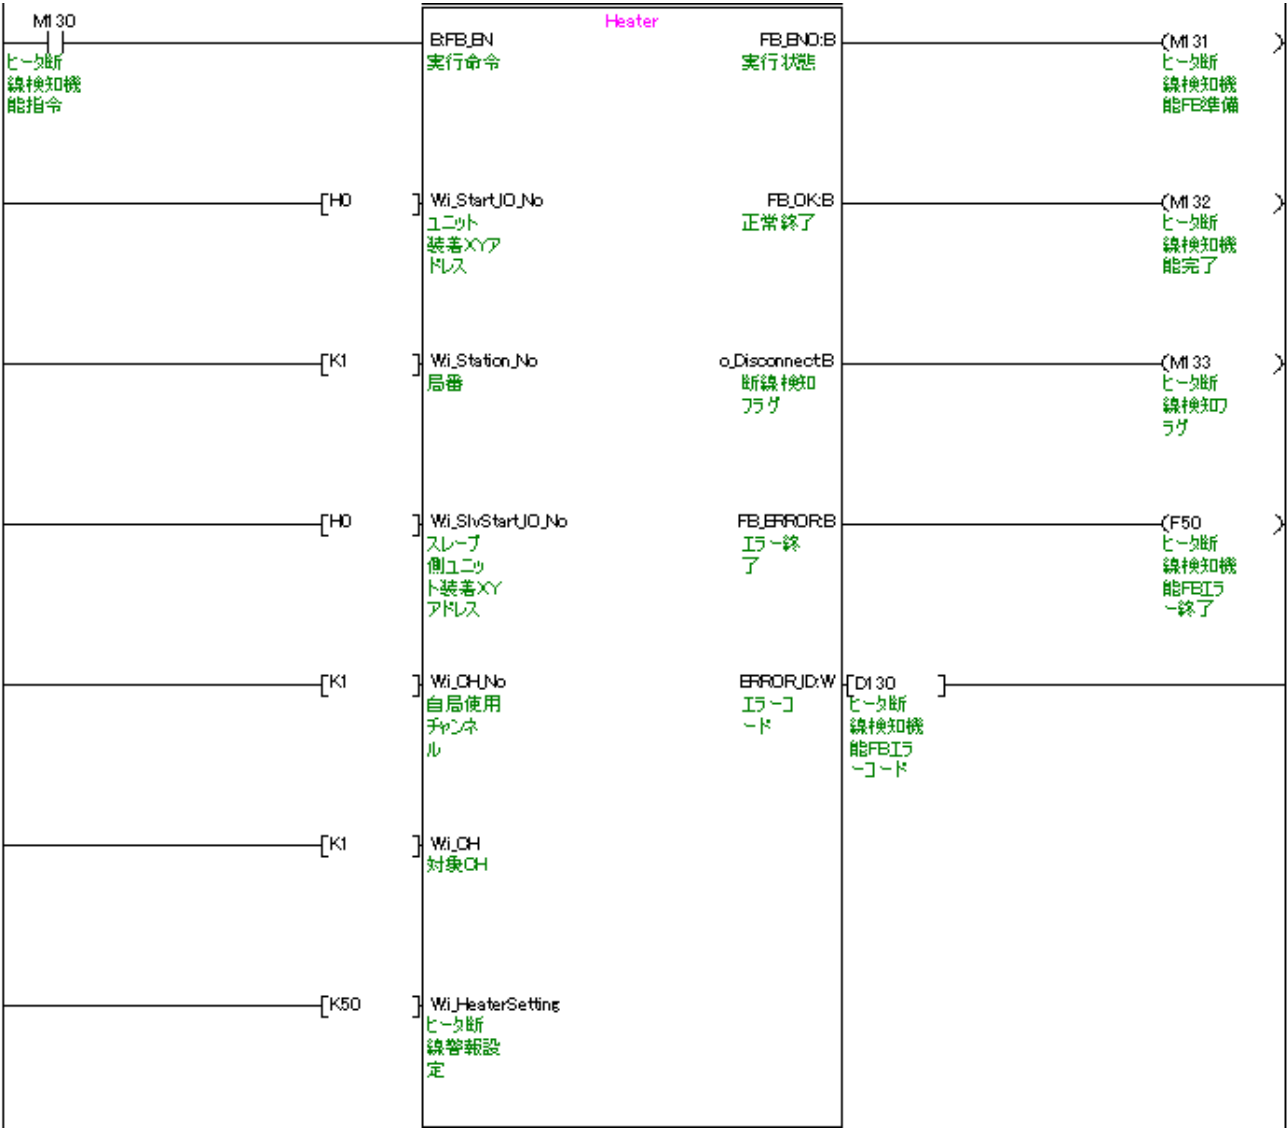 Heater
M130
ヒータ断
線検知機
能指令
B:FB_EN
実行命令
FB_ENO:B
実行状態
(M131 )
ヒータ断
線検知機
能FB準備
[H0 ]
W:i_Start_IO_No
ユニット
装着XYア
ドレス
FB_OK:B
正常終了
(M132 )
ヒータ断
線検知機
能完了
[K1 ]
W:i_Station_No
局番
o_Disconnect:B
断線検知
フラグ
(M133 )
ヒータ断
線検知フ
ラグ
[H0 ]
W:i_SlvStart_IO_No
スレーブ
側ユニッ
ト装着XY
アドレス
FB_ERROR:B
エラー終
了
(F50 )
ヒータ断
線検知機
能FBエラ
ー終了
[K1 ]
W:i_CH_No
自局使用
チャンネ
ル
ERROR_ID:W
エラーコ
ード
[D130 ]
ヒータ断
線検知機
能FBエラ
ーコード
[K1 ]
W:i_CH
対象CH
[K50 ]
W:i_HeaterSetting
ヒータ断
線警報設
定